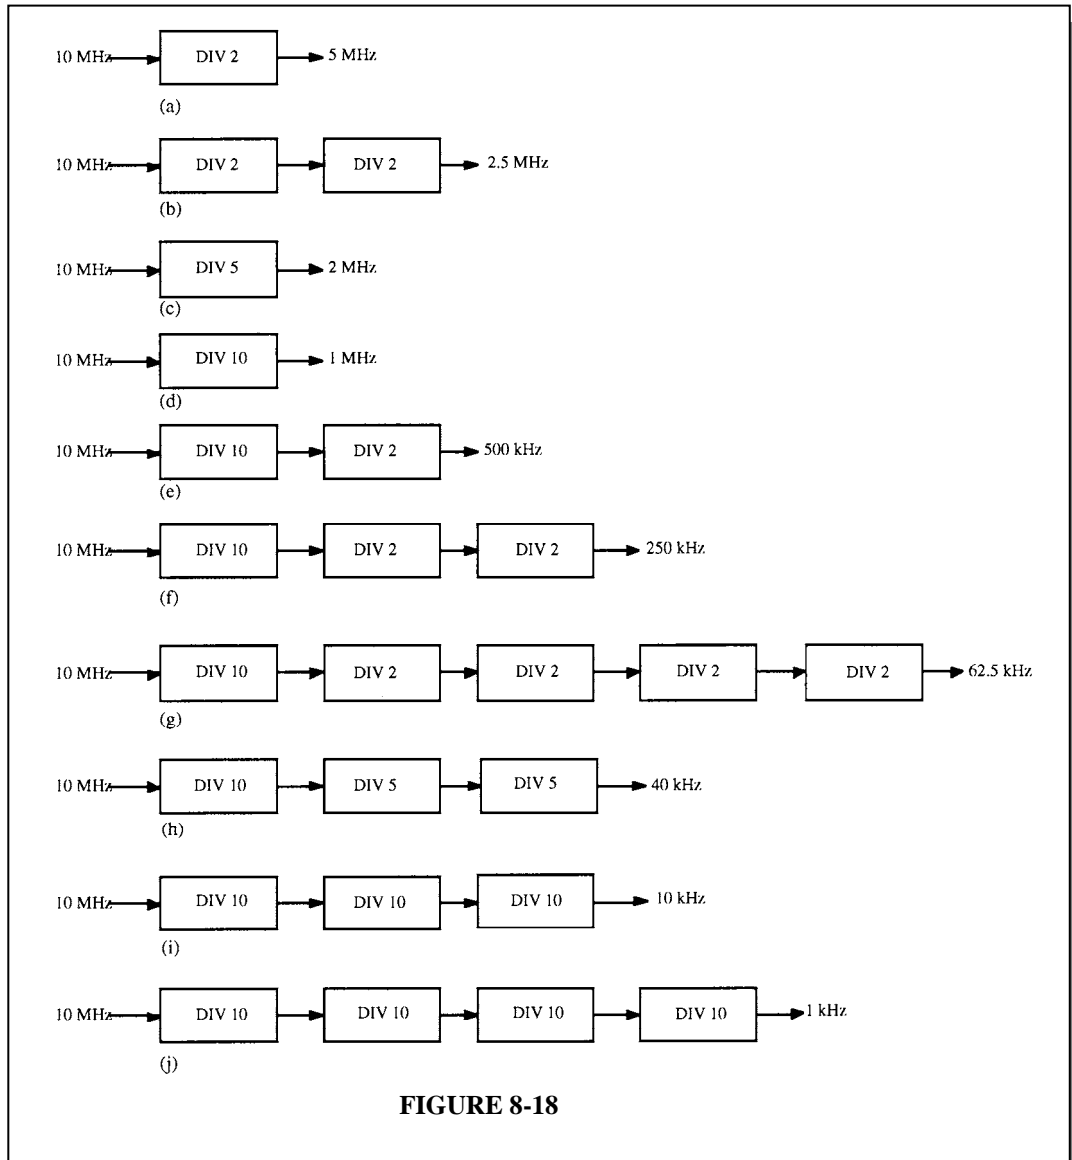 10 MHz DIV 2 5 MHz
(a)
10 MHz DIV 2 DIV 2 2.5 MHz
(b)
10 MHz DIV 5 2 MHz
(c)
10 MHz DIV 10 1 MHz
(d)
10 MHz DIV 10 DIV 2 500 kHz
(e)
10 MHz DIV 10 DIV 2 DIV 2 250 kHz
(f)
10 MHz DIV 10 DIV 2 DIV 2 DIV 2 DIV 2 62.5 kHz
(g)
10 MHz DIV 10 DIV 5 DIV 5 40 kHz
(h)
10 MHz DIV 10 DIV 10 DIV 10 10 kHz
(i)
10 MHz DIV 10 DIV 10 DIV 10 DIV 10 1 kHz
(j)
FIGURE 8-18